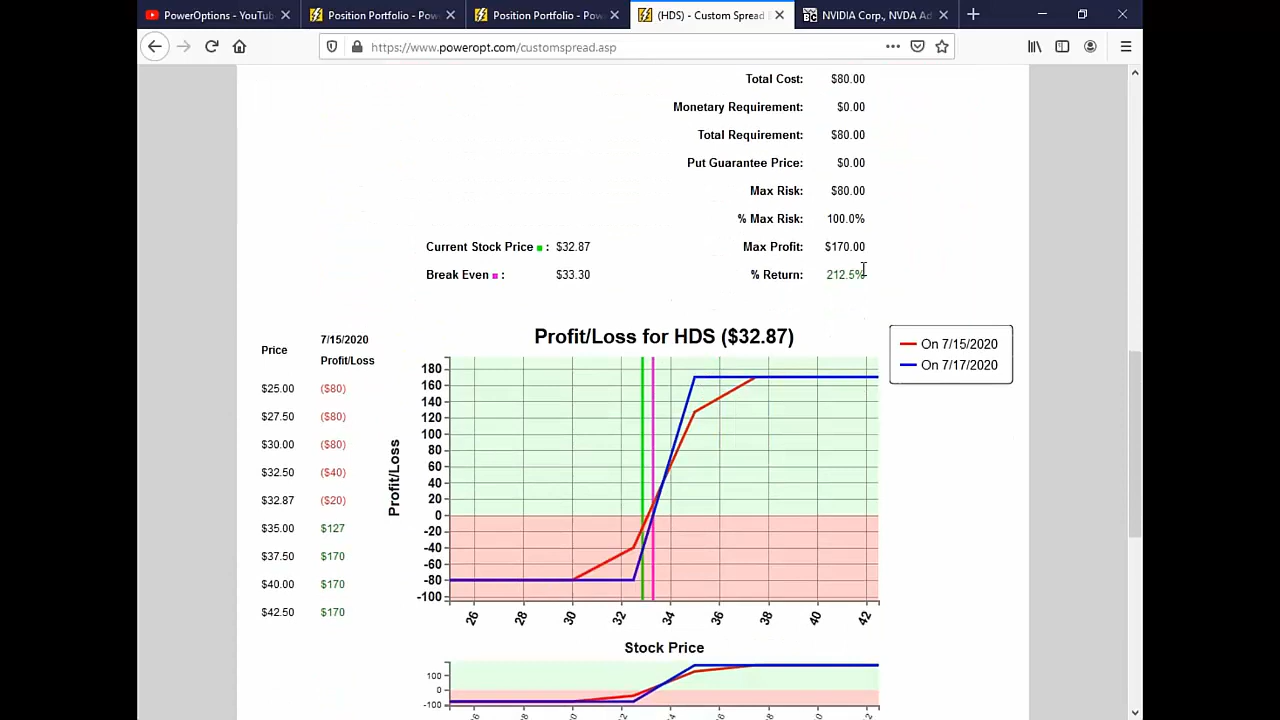 PowerOptions - YouTu
Position Portfolio - Pow
Position Portfolio - Pow
(HDS) - Custom Spread
NVIDIA Corp., NVDA Ad
https://www.poweropt.com/customspread.asp
Total Cost: $80.00
Monetary Requirement: $0.00
Total Requirement: $80.00
Put Guarantee Price: $0.00
Max Risk: $80.00
% Max Risk: 100.0%
Current Stock Price : $32.87 Max Profit: $170.00
Break Even : $33.30 % Return: 212.5%
Price 7/15/2020 Profit/Loss
$25.00 ($80)
$27.50 ($80)
$30.00 ($80)
$32.50 ($40)
$32.87 ($20)
$35.00 $127
$37.50 $170
$40.00 $170
$42.50 $170
Profit/Loss for HDS ($32.87)
On 7/15/2020
On 7/17/2020
Profit/Loss
180
160
140
120
100
80
60
40
20
0
-20
-40
-60
-80
-100
26 28 30 32 34 36 38 40 42
Stock Price
100
0
-100